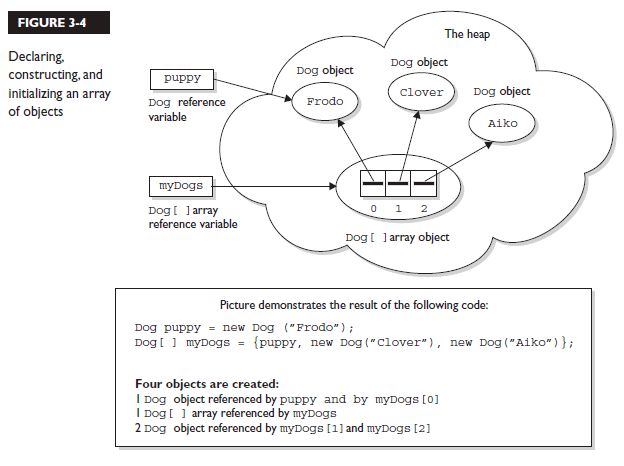 FIGURE 3-4
Declaring,
constructing, and
initializing an array
of objects
The heap
puppy
Dog reference
variable
Dog object
Frodo
Dog object
Clover
Dog object
Aiko
myDogs
Dog [ ] array
reference variable
0 1 2
Dog [ ] array object
Picture demonstrates the result of the following code:
Dog puppy = new Dog ("Frodo");
Dog[ ] myDogs = {puppy, new Dog("Clover"), new Dog("Aiko")};
Four objects are created:
1 Dog object referenced by puppy and by myDogs[0]
1 Dog [ ] array referenced by myDogs
2 Dog object referenced by myDogs [1] and myDogs [2]